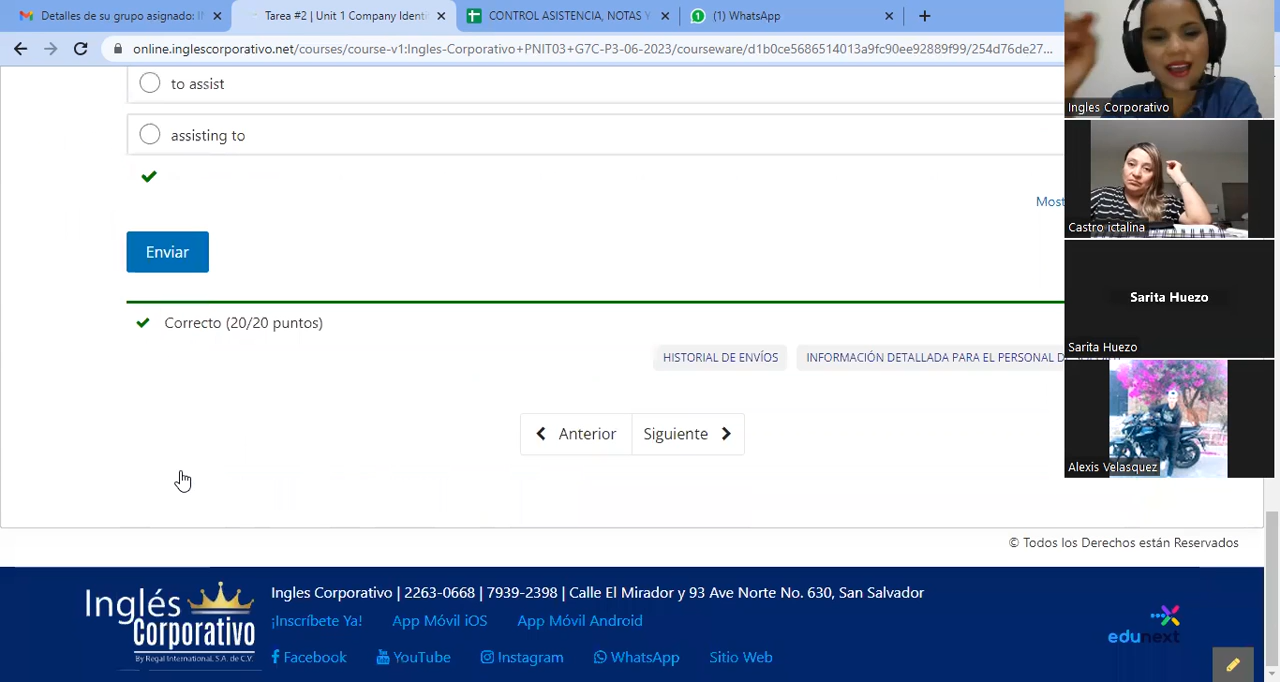 Detalles de su grupo asignado: I
Tarea #2 | Unit 1 Company Ident
CONTROL ASISTENCIA, NOTAS Y
(1) WhatsApp
online.inglescorporativo.net/courses/course-v1:Ingles-Corporativo+PNIT03+G7C-P3-06-2023/courseware/d1b0ce5686514013a9fc90ee92889f99/254d76de27...
to assist
assisting to
Most
Enviar
Correcto (20/20 puntos)
HISTORIAL DE ENVÍOS
INFORMACIÓN DETALLADA PARA EL PERSONAL D
Anterior
Siguiente
© Todos los Derechos están Reservados
Inglés Corporativo
By Regal International, S.A. de C.V.
Ingles Corporativo | 2263-0668 | 7939-2398 | Calle El Mirador y 93 Ave Norte No. 630, San Salvador
¡Inscríbete Ya! App Móvil iOS App Móvil Android
Facebook YouTube Instagram WhatsApp Sitio Web
edunext
Ingles Corporativo
Castro ictalina
Sarita Huezo
Sarita Huezo
Alexis Velasquez